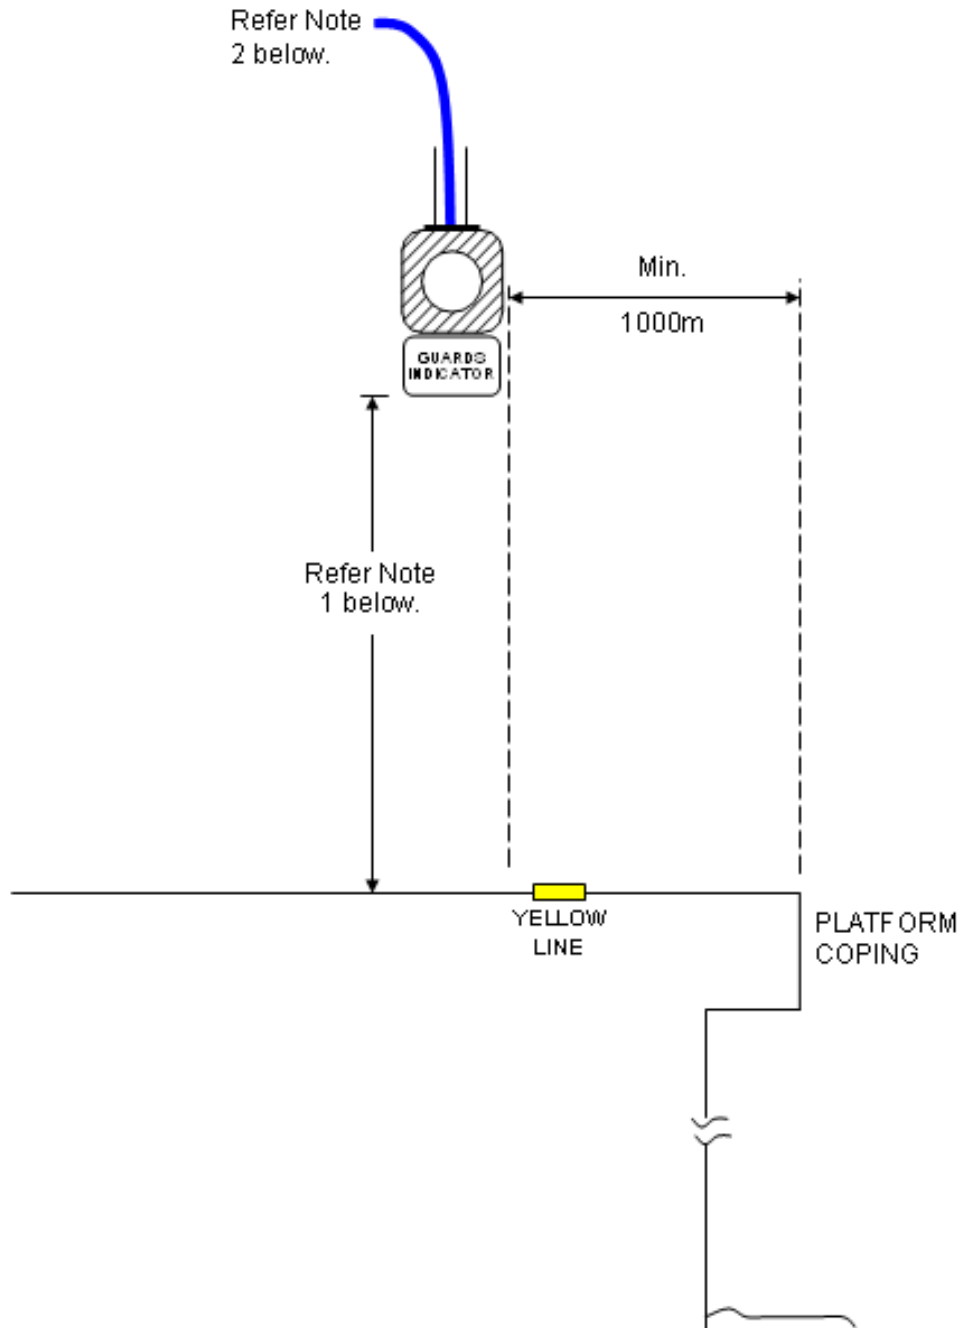 Refer Note
2 below.
Min.
1000m
GUARDS
INDICATOR
Refer Note
1 below.
YELLOW
LINE
PLATFORM
COPING